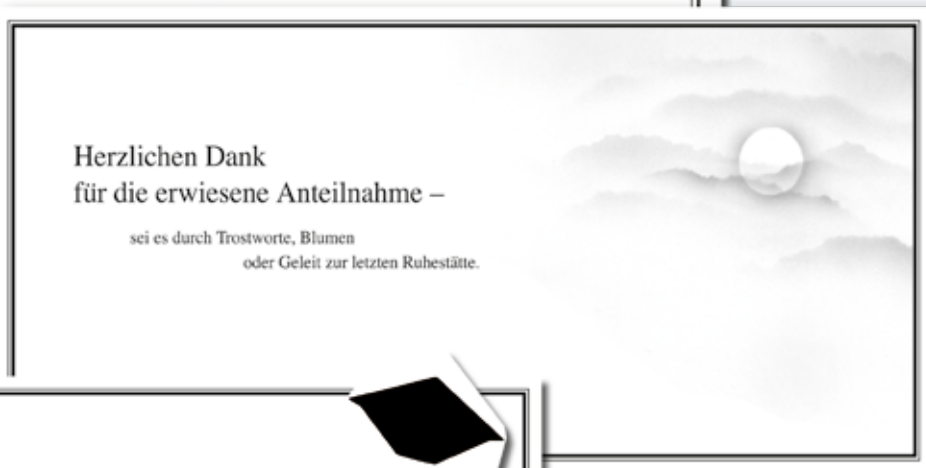 Herzlichen Dank
für die erwiesene Anteilnahme –
sei es durch Trostworte, Blumen
oder Geleit zur letzten Ruhestätte.